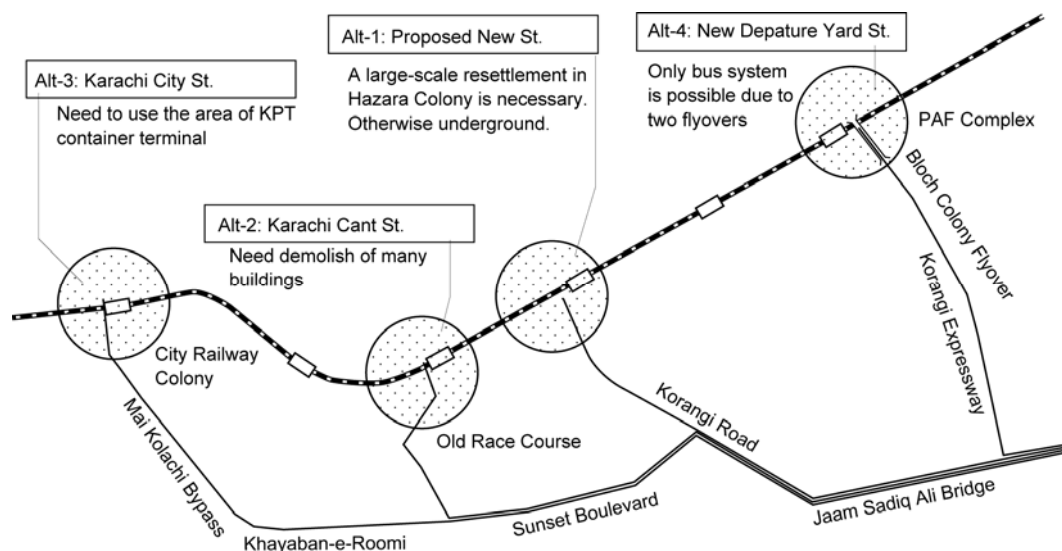 Alt-1: Proposed New St.
A large-scale resettlement in
Hazara Colony is necessary.
Otherwise underground.
Alt-4: New Depature Yard St.
Only bus system
is possible due to
two flyovers
PAF Complex
Alt-3: Karachi City St.
Need to use the area of KPT
container terminal
Alt-2: Karachi Cant St.
Need demolish of many
buildings
City Railway
Colony
Old Race Course
Bloch Colony Flyover
Korangi Expressway
Korangi Road
Mai Kolachi Bypass
Khayaban-e-Roomi
Sunset Boulevard
Jaam Sadiq Ali Bridge